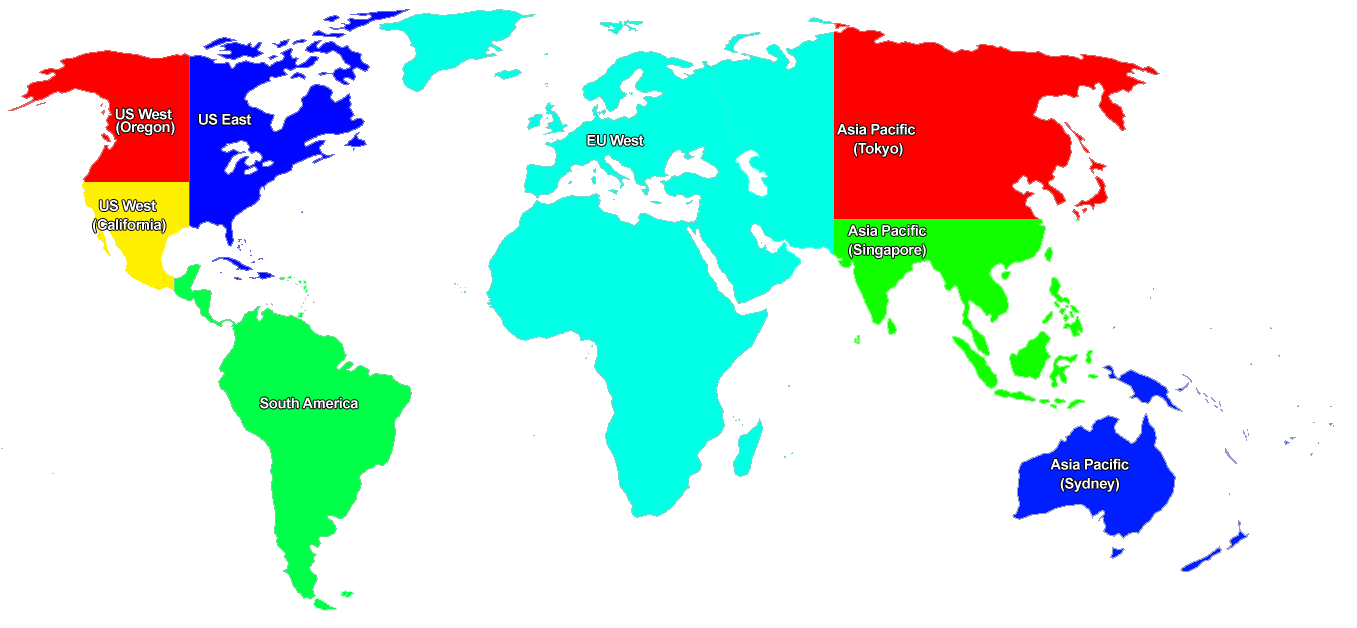 US West
(Oregon)
US East
EU West
Asia Pacific
(Tokyo)
US West
(California)
Asia Pacific
(Singapore)
South America
Asia Pacific
(Sydney)